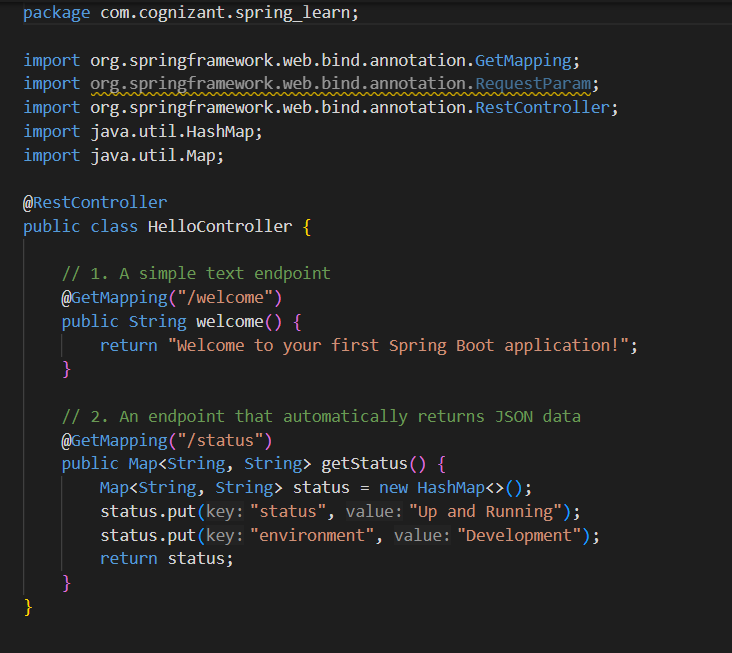 package com.cognizant.spring_learn;
import org.springframework.web.bind.annotation.GetMapping;
import org.springframework.web.bind.annotation.RequestParam;
import org.springframework.web.bind.annotation.RestController;
import java.util.HashMap;
import java.util.Map;
@RestController
public class HelloController {
// 1. A simple text endpoint
@GetMapping("/welcome")
public String welcome() {
return "Welcome to your first Spring Boot application!";
}
// 2. An endpoint that automatically returns JSON data
@GetMapping("/status")
public Map<String, String> getStatus() {
Map<String, String> status = new HashMap<>();
status.put(key: "status", value: "Up and Running");
status.put(key: "environment", value: "Development");
return status;
}
}